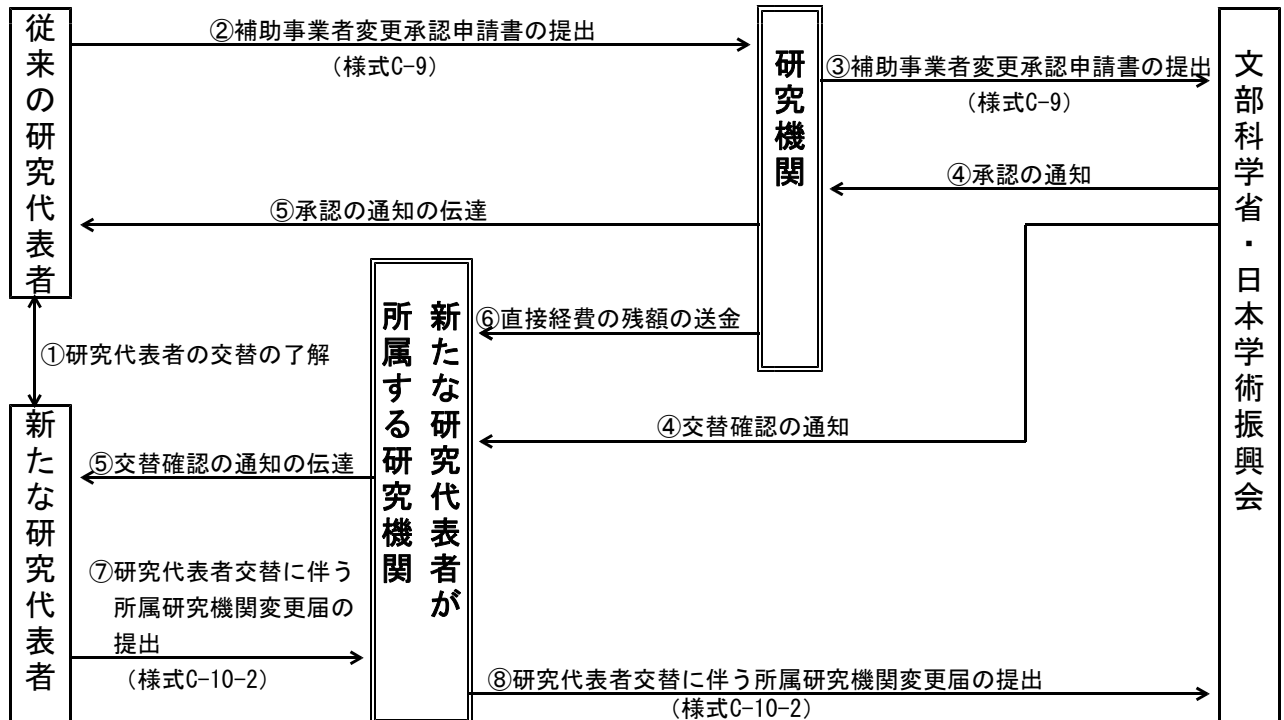 従来の研究代表者
②補助事業者変更承認申請書の提出
(様式C-9)
研究機関
③補助事業者変更承認申請書の提出
(様式C-9)
文部科学省・日本学術振興会
④承認の通知
⑤承認の通知の伝達
新たな研究代表者が
所属する研究機関
⑥直接経費の残額の送金
①研究代表者の交替の了解
④交替確認の通知
新たな研究代表者
⑤交替確認の通知の伝達
⑦研究代表者交替に伴う
所属研究機関変更届の
提出
(様式C-10-2)
⑧研究代表者交替に伴う所属研究機関変更届の提出
(様式C-10-2)